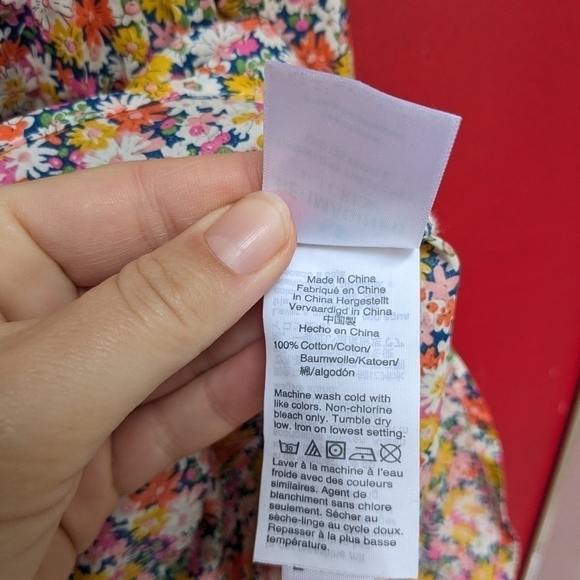 Made in China
Fabriqué en Chine
In China Hergestellt
Vervaardigd in China
中国製
Hecho en China
100% Cotton/Coton/
Baumwolle/Katoen/
綿/algodón
Machine wash cold with
like colors. Non-chlorine
bleach only. Tumble dry
low. Iron on lowest setting.
30
Laver à la machine à l'eau
froide avec des couleurs
similaires. Agent de
blanchiment sans chlore
seulement. Sécher au
sèche-linge au cycle doux.
Repasser à la plus basse
température.